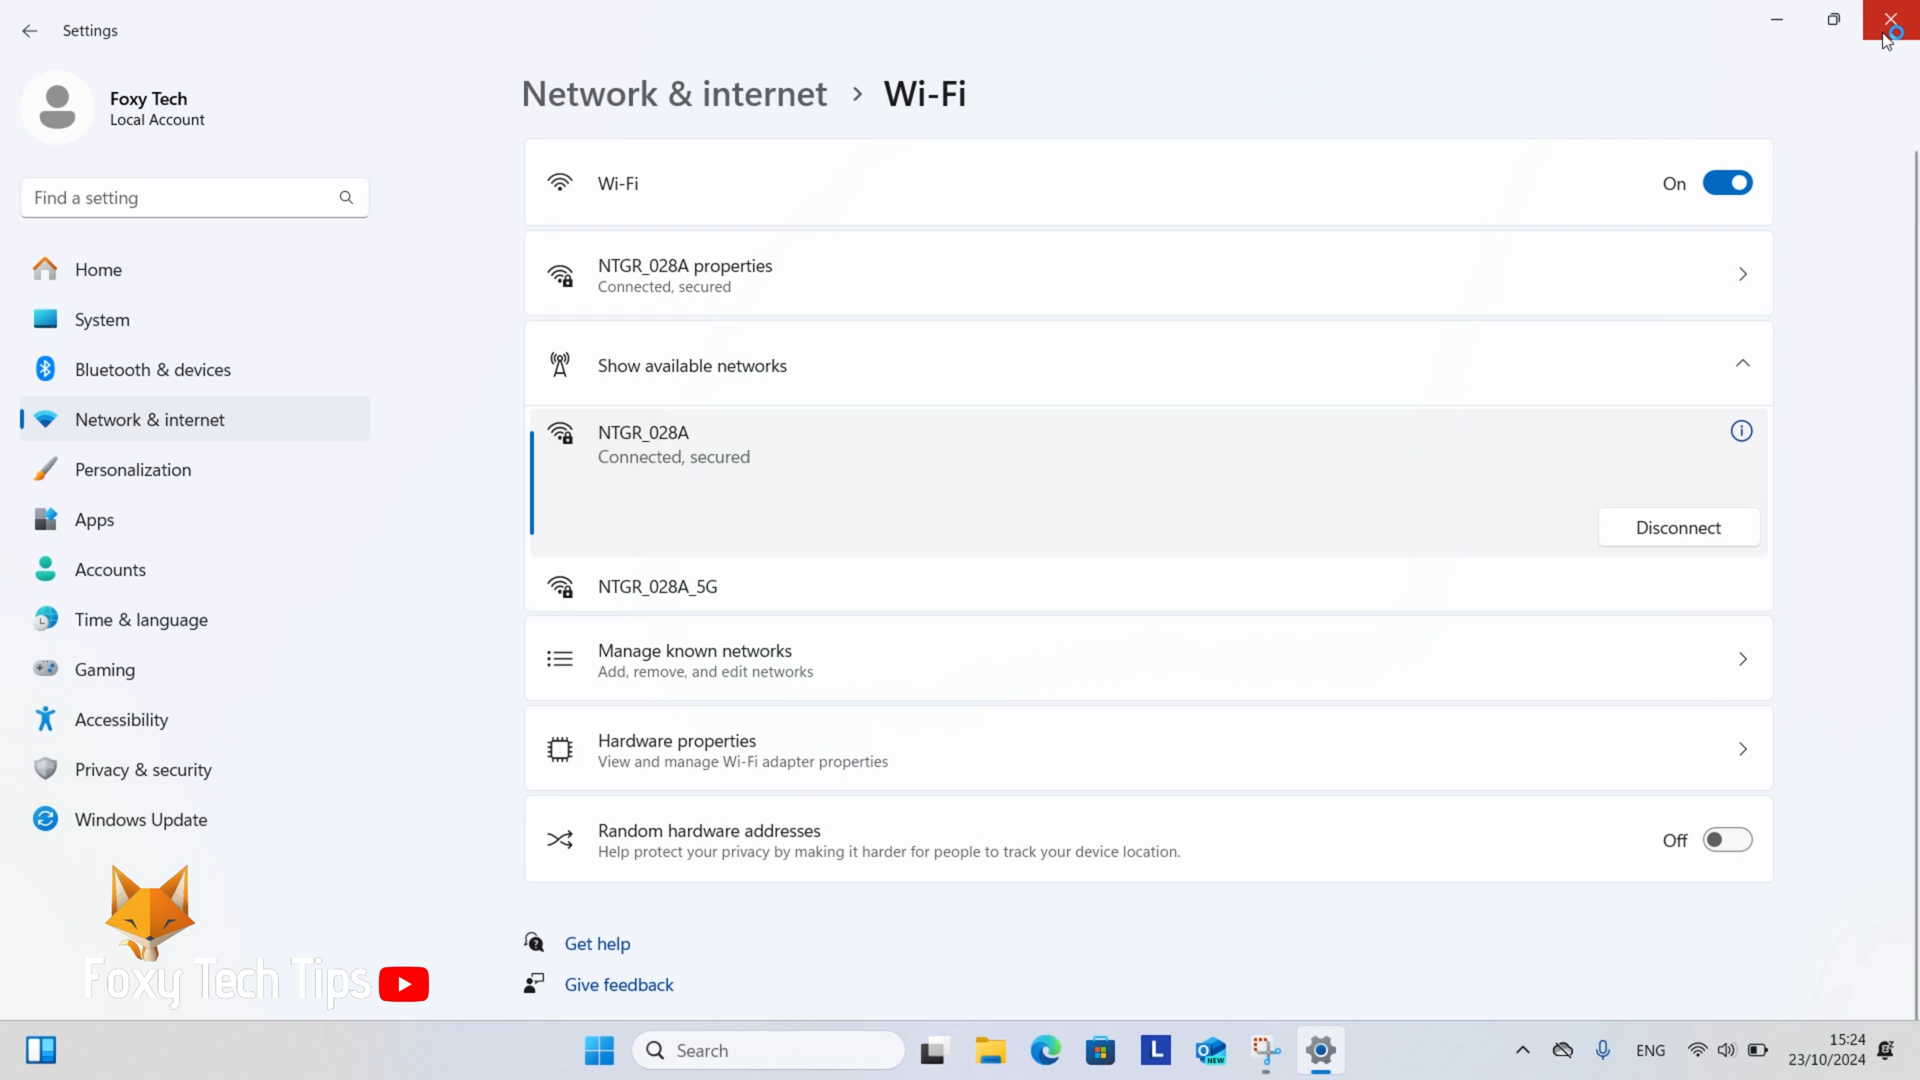 Settings
Foxy Tech
Local Account
Find a setting
Home
System
Bluetooth & devices
Network & internet
Personalization
Apps
Accounts
Time & language
Gaming
Accessibility
Privacy & security
Windows Update
Foxy Tech Tips
Network & internet > Wi-Fi
Wi-Fi
On
NTGR_028A properties
Connected, secured
Show available networks
NTGR_028A
Connected, secured
Disconnect
NTGR_028A_5G
Manage known networks
Add, remove, and edit networks
Hardware properties
View and manage Wi-Fi adapter properties
Random hardware addresses
Help protect your privacy by making it harder for people to track your device location.
Off
Get help
Give feedback
Search
L
NEW
ENG
15:24
23/10/2024